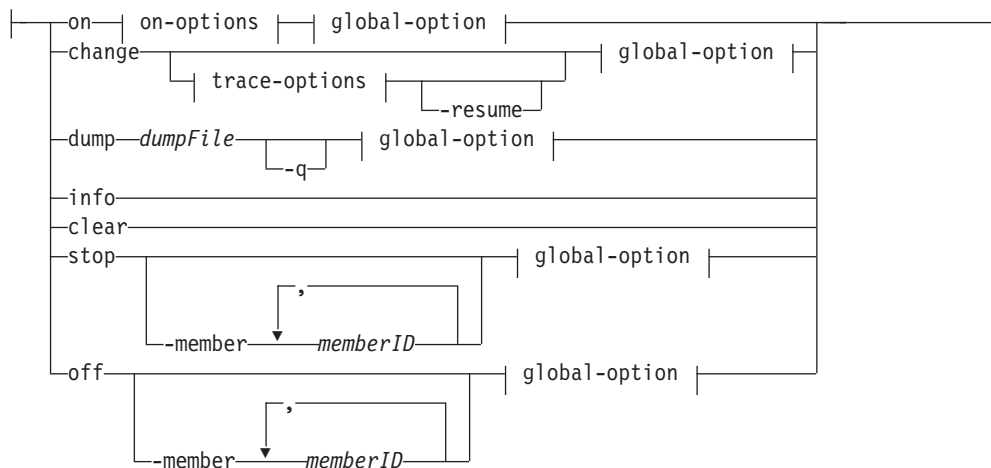 on on-options global-option
change global-option
trace-options
-resume
dump dumpFile global-option
-q
info
clear
stop global-option
,
-member memberID
off global-option
,
-member memberID